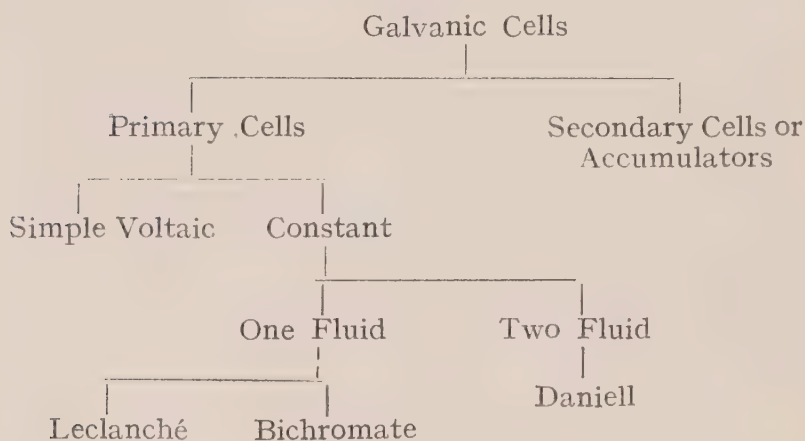 Galvanic Cells
Primary Cells
Secondary Cells or
Accumulators
Simple Voltaic
Constant
One Fluid
Two Fluid
Daniell
Leclanché
Bichromate